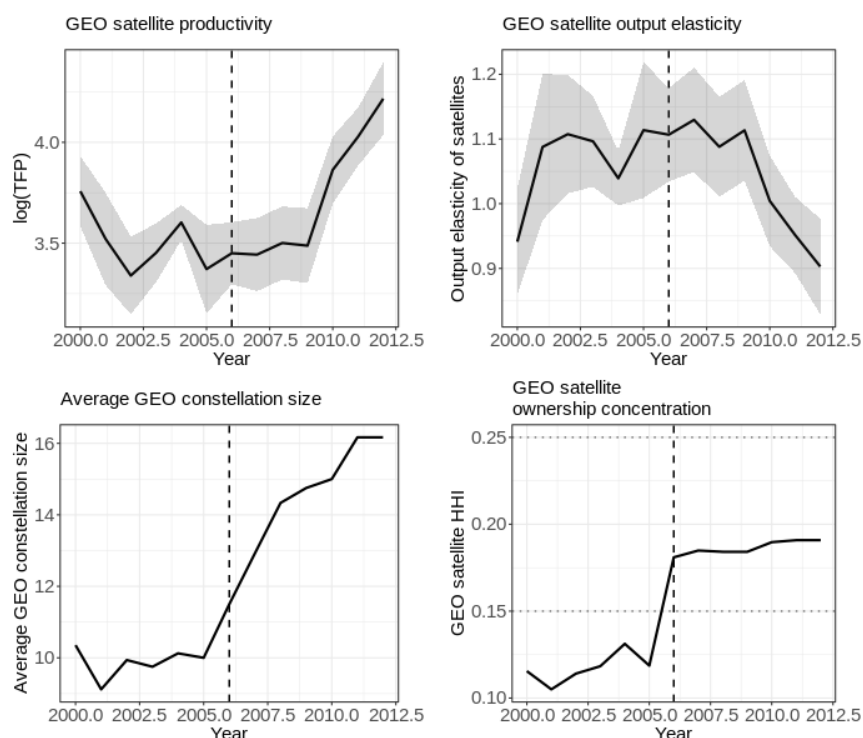 GEO satellite productivity
log(TFP)
4.0
3.5
2000.0 2002.5 2005.0 2007.5 2010.0 2012.5
Year
GEO satellite output elasticity
Output elasticity of satellites
1.2
1.1
1.0
0.9
2000.0 2002.5 2005.0 2007.5 2010.0 2012.5
Year
Average GEO constellation size
Average GEO constellation size
16
14
12
10
2000.0 2002.5 2005.0 2007.5 2010.0 2012.5
Year
GEO satellite
ownership concentration
GEO satellite HHI
0.25
0.20
0.15
0.10
2000.0 2002.5 2005.0 2007.5 2010.0 2012.5
Year